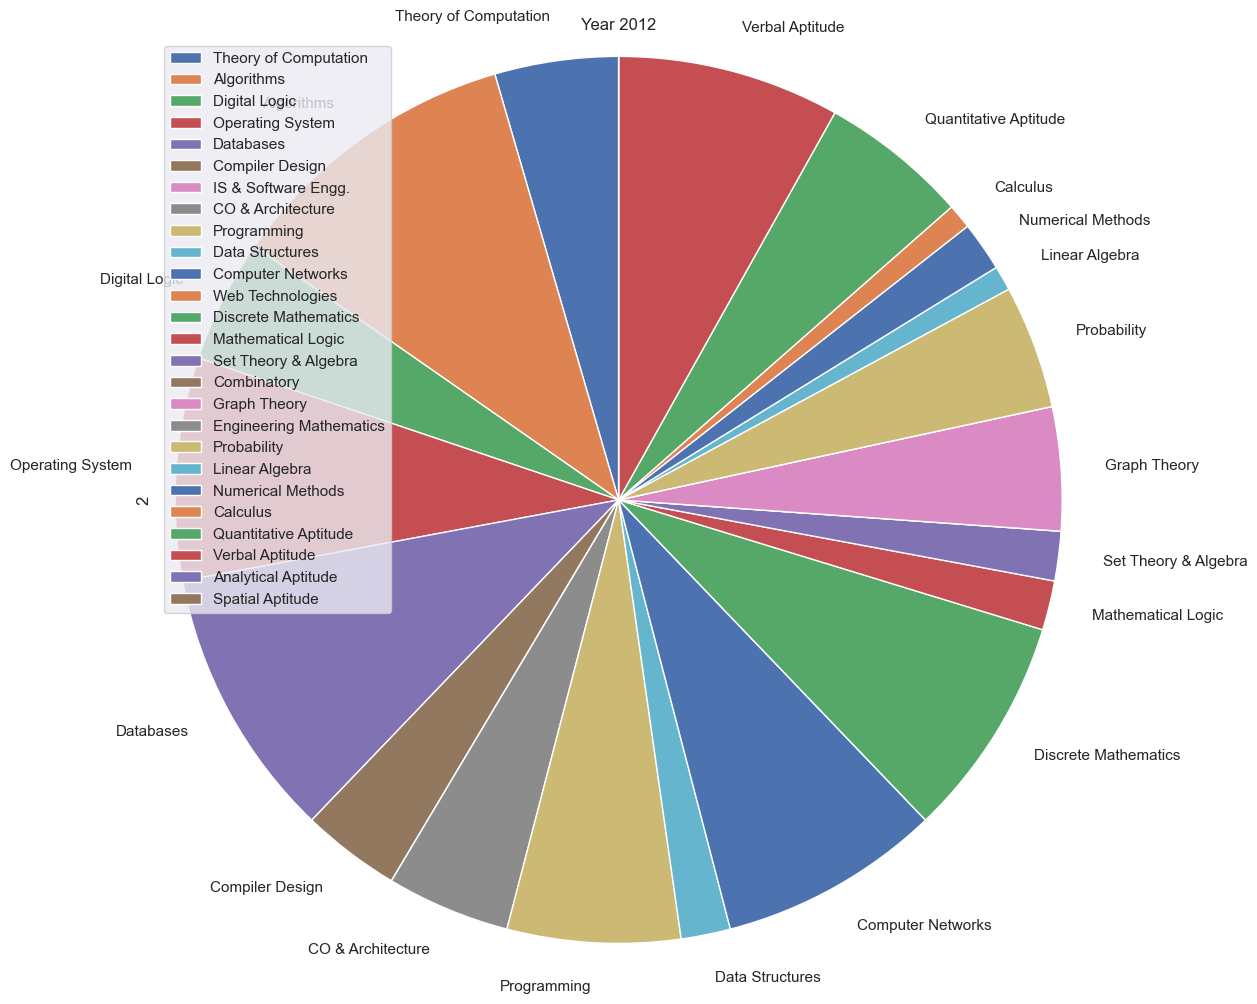 Year 2012
Theory of Computation
Algorithms
Digital Logic
Operating System
Databases
Compiler Design
IS & Software Engg.
CO & Architecture
Programming
Data Structures
Computer Networks
Web Technologies
Discrete Mathematics
Mathematical Logic
Set Theory & Algebra
Combinatory
Graph Theory
Engineering Mathematics
Probability
Linear Algebra
Numerical Methods
Calculus
Quantitative Aptitude
Verbal Aptitude
Analytical Aptitude
Spatial Aptitude
2
Theory of Computation
Algorithms
Digital Logic
Operating System
Databases
Compiler Design
CO & Architecture
Programming
Data Structures
Computer Networks
Discrete Mathematics
Mathematical Logic
Set Theory & Algebra
Graph Theory
Probability
Linear Algebra
Numerical Methods
Calculus
Quantitative Aptitude
Verbal Aptitude